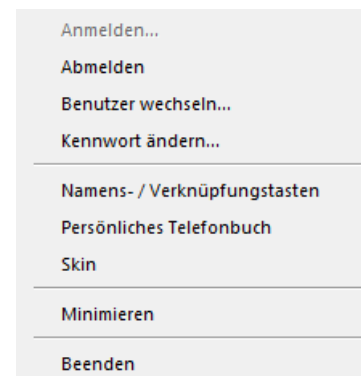 Anmelden...
Abmelden
Benutzer wechseln...
Kennwort ändern...
Namens- / Verknüpfungstasten
Persönliches Telefonbuch
Skin
Minimieren
Beenden